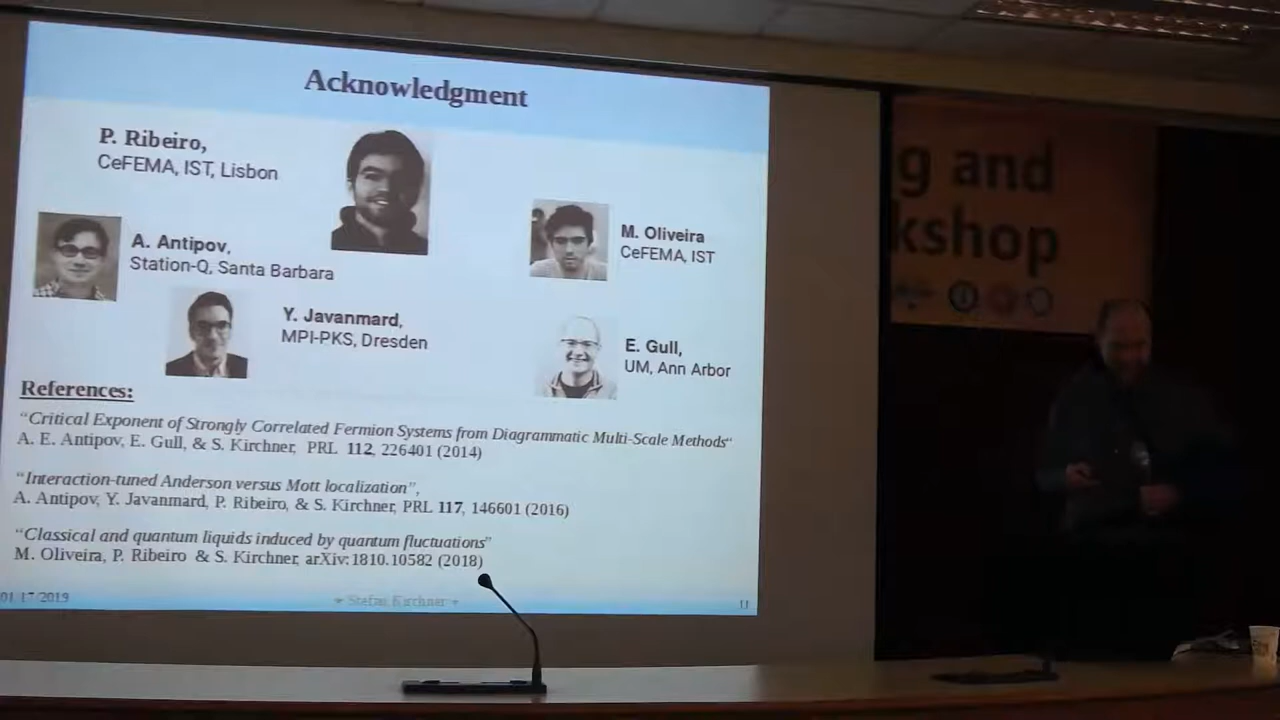 Acknowledgment
P. Ribeiro,
CeFEMA, IST, Lisbon
M. Oliveira
CeFEMA, IST
A. Antipov,
Station-Q, Santa Barbara
Y. Javanmard,
MPI-PKS, Dresden
E. Gull,
UM, Ann Arbor
References:
“Critical Exponent of Strongly Correlated Fermion Systems from Diagrammatic Multi-Scale Methods“
A. E. Antipov, E. Gull, & S. Kirchner, PRL 112, 226401 (2014)
“Interaction-tuned Anderson versus Mott localization”,
A. Antipov, Y. Javanmard, P. Ribeiro, & S. Kirchner, PRL 117, 146601 (2016)
“Classical and quantum liquids induced by quantum fluctuations”
M. Oliveira, P. Ribeiro & S. Kirchner, arXiv:1810.10582 (2018)
01/17/2019
Stefan Kirchner
11
g and
kshop